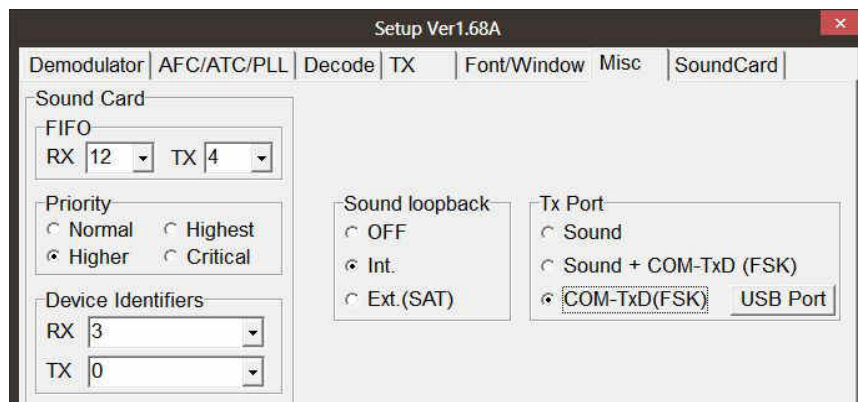 Setup Ver1.68A
Demodulator AFC/ATC/PLL Decode TX Font/Window Misc SoundCard
Sound Card
FIFO
RX 12 TX 4
Priority
Normal Highest
Higher Critical
Device Identifiers
RX 3
TX 0
Sound loopback
OFF
Int.
Ext.(SAT)
Tx Port
Sound
Sound + COM-TxD (FSK)
COM-TxD(FSK) USB Port